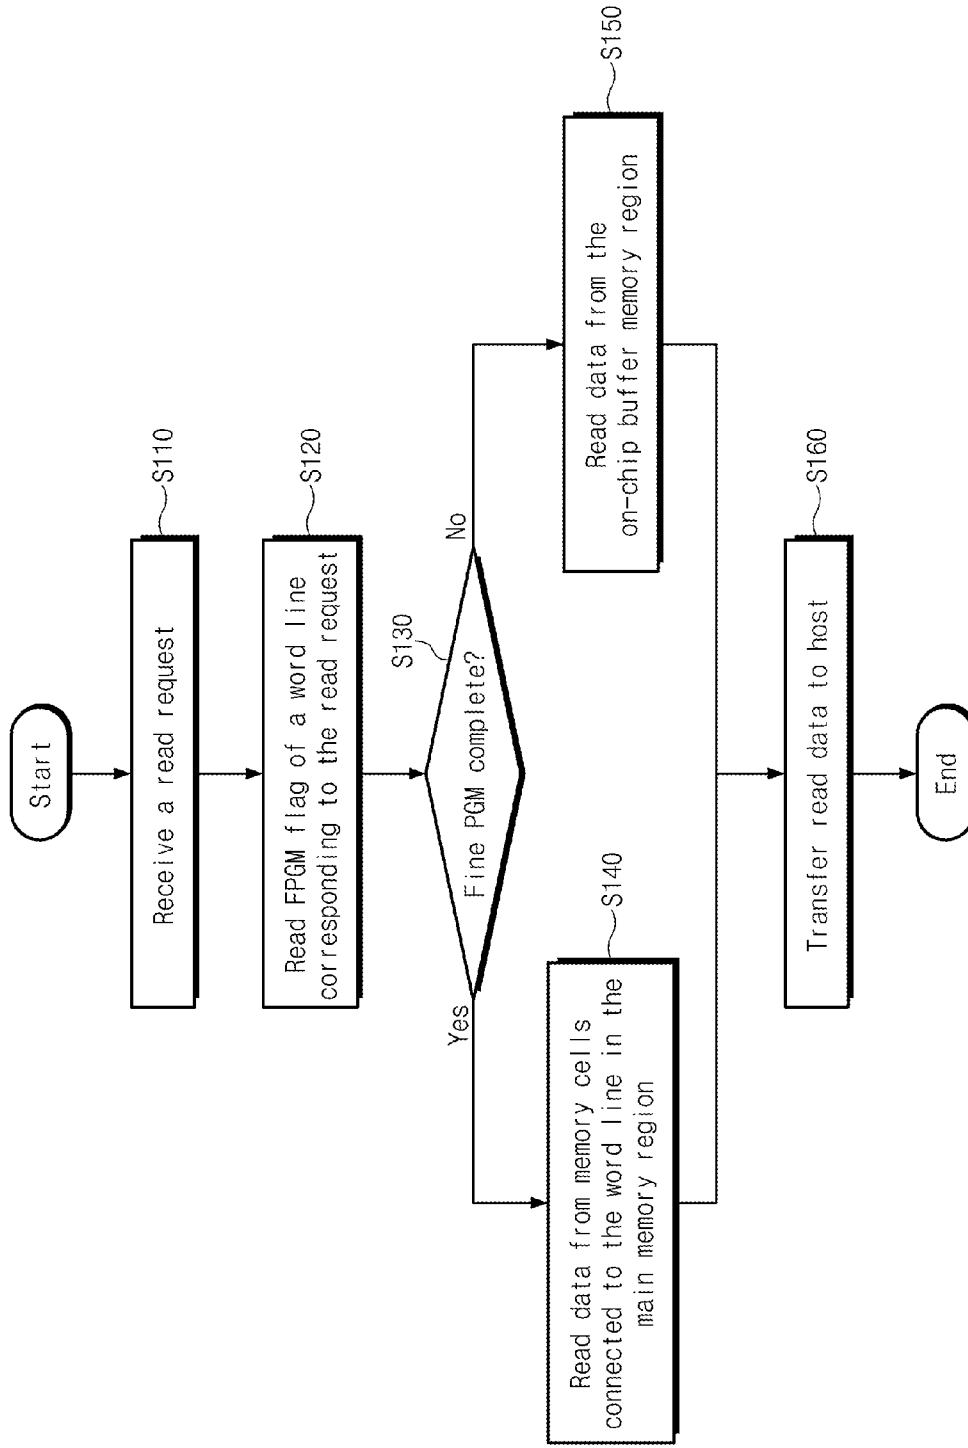 Start
Receive a read request
S110
Read FPGM flag of a word line
corresponding to the read request
S120
Fine PGM complete?
S130
Yes
No
Read data from memory cells
connected to the word line in the
main memory region
S140
Read data from the
on-chip buffer memory region
S150
Transfer read data to host
S160
End